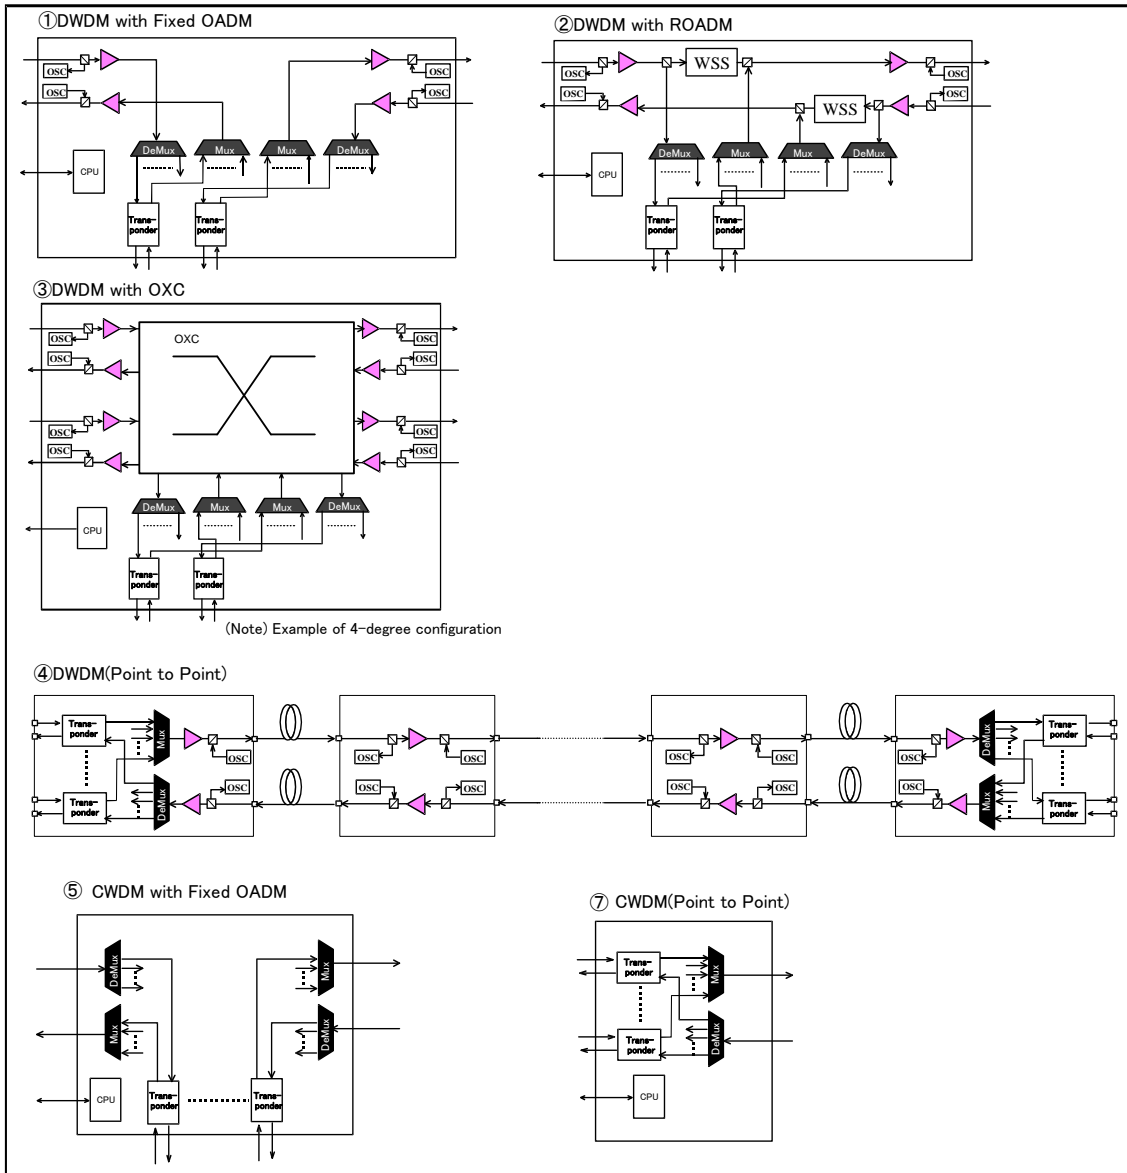 ①DWDM with Fixed OADM
OSC
OSC
OSC
OSC
DeMux
Mux
Mux
DeMux
CPU
Trans-
ponder
Trans-
ponder
②DWDM with ROADM
OSC
WSS
OSC
OSC
WSS
OSC
DeMux
Mux
Mux
DeMux
CPU
Trans-
ponder
Trans-
ponder
③DWDM with OXC
OXC
OSC
OSC
OSC
OSC
OSC
OSC
OSC
OSC
DeMux
Mux
Mux
DeMux
CPU
Trans-
ponder
Trans-
ponder
(Note) Example of 4-degree configuration
④DWDM(Point to Point)
Trans-
ponder
Mux
OSC
OSC
DeMux
Trans-
ponder
OSC
OSC
OSC
OSC
OSC
OSC
OSC
OSC
OSC
DeMux
Trans-
ponder
OSC
Mux
Trans-
ponder
⑤ CWDM with Fixed OADM
DeMux
Mux
Mux
DeMux
CPU
Trans-
ponder
Trans-
ponder
⑦ CWDM(Point to Point)
Trans-
ponder
Mux
Trans-
ponder
DeMux
CPU